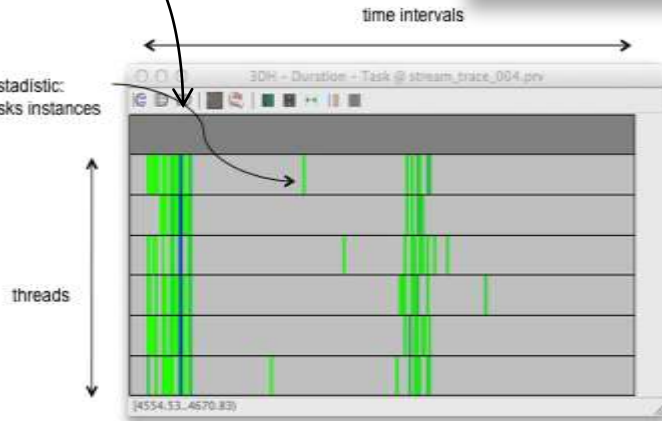 time intervals
3DH - Duration - Task @ stream_trace_004.prv
stadistic:
sks instances
threads
[4554.53..4670.83)